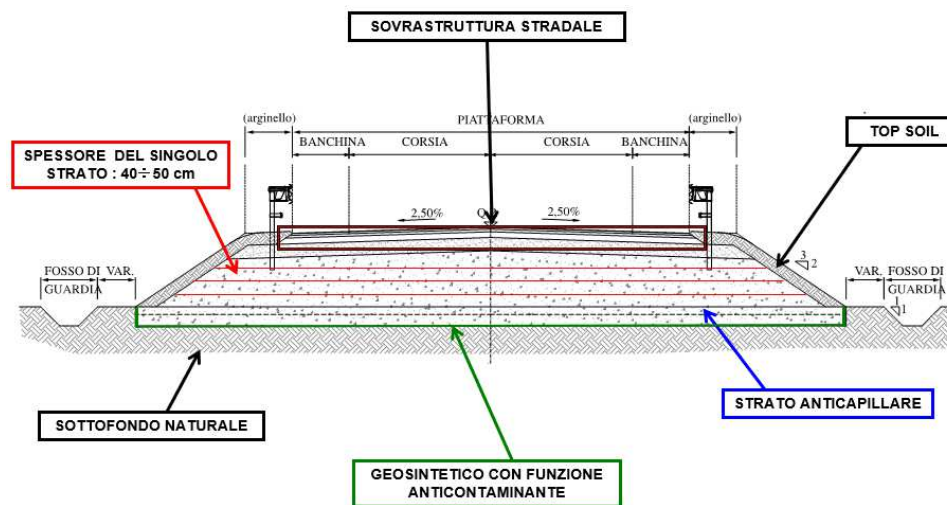 SOVRASTRUTTURA STRADALE
(arginello)
PIATTAFORMA
(arginello)
TOP SOIL
BANCHINA
CORSIA
CORSIA
BANCHINA
SPESSORE DEL SINGOLO
STRATO : 40÷50 cm
2,50%
2,50%
3
2
FOSSO DI
GUARDIA
VAR.
VAR.
FOSSO DI
GUARDIA
1
1
STRATO ANTICAPILLARE
SOTTOFONDO NATURALE
GEOSINTETICO CON FUNZIONE
ANTICONTAMINANTE